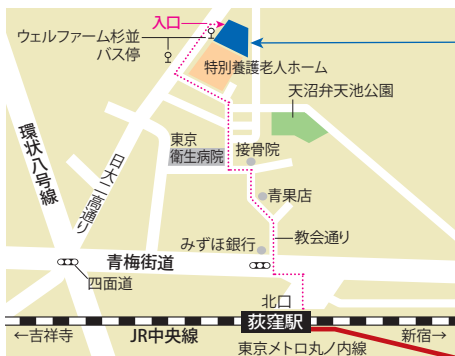 入口
ウェルファーム杉並
バス停
特別養護老人ホーム
天沼弁天池公園
環状八号線
日大二高通り
東京
衛生病院
接骨院
青果店
みずほ銀行
教会通り
青梅街道
四面道
北口
荻窪駅
←吉祥寺
JR中央線
新宿→
東京メトロ丸ノ内線